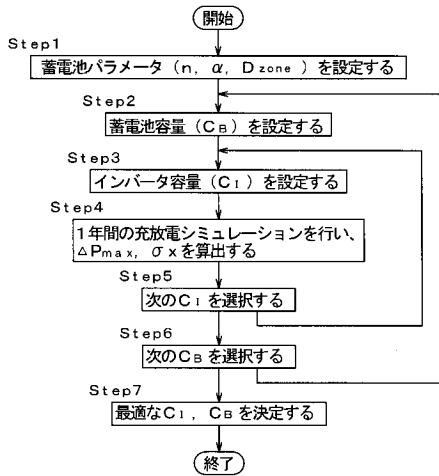 開始
Step1
蓄電池パラメータ(n, α, Dzone)を設定する
Step2
蓄電池容量(CB)を設定する
Step3
インバータ容量(CI)を設定する
Step4
1年間の充放電シミュレーションを行い、
△Pmax, σxを算出する
Step5
次のCIを選択する
Step6
次のCBを選択する
Step7
最適なCI, CBを決定する
終了